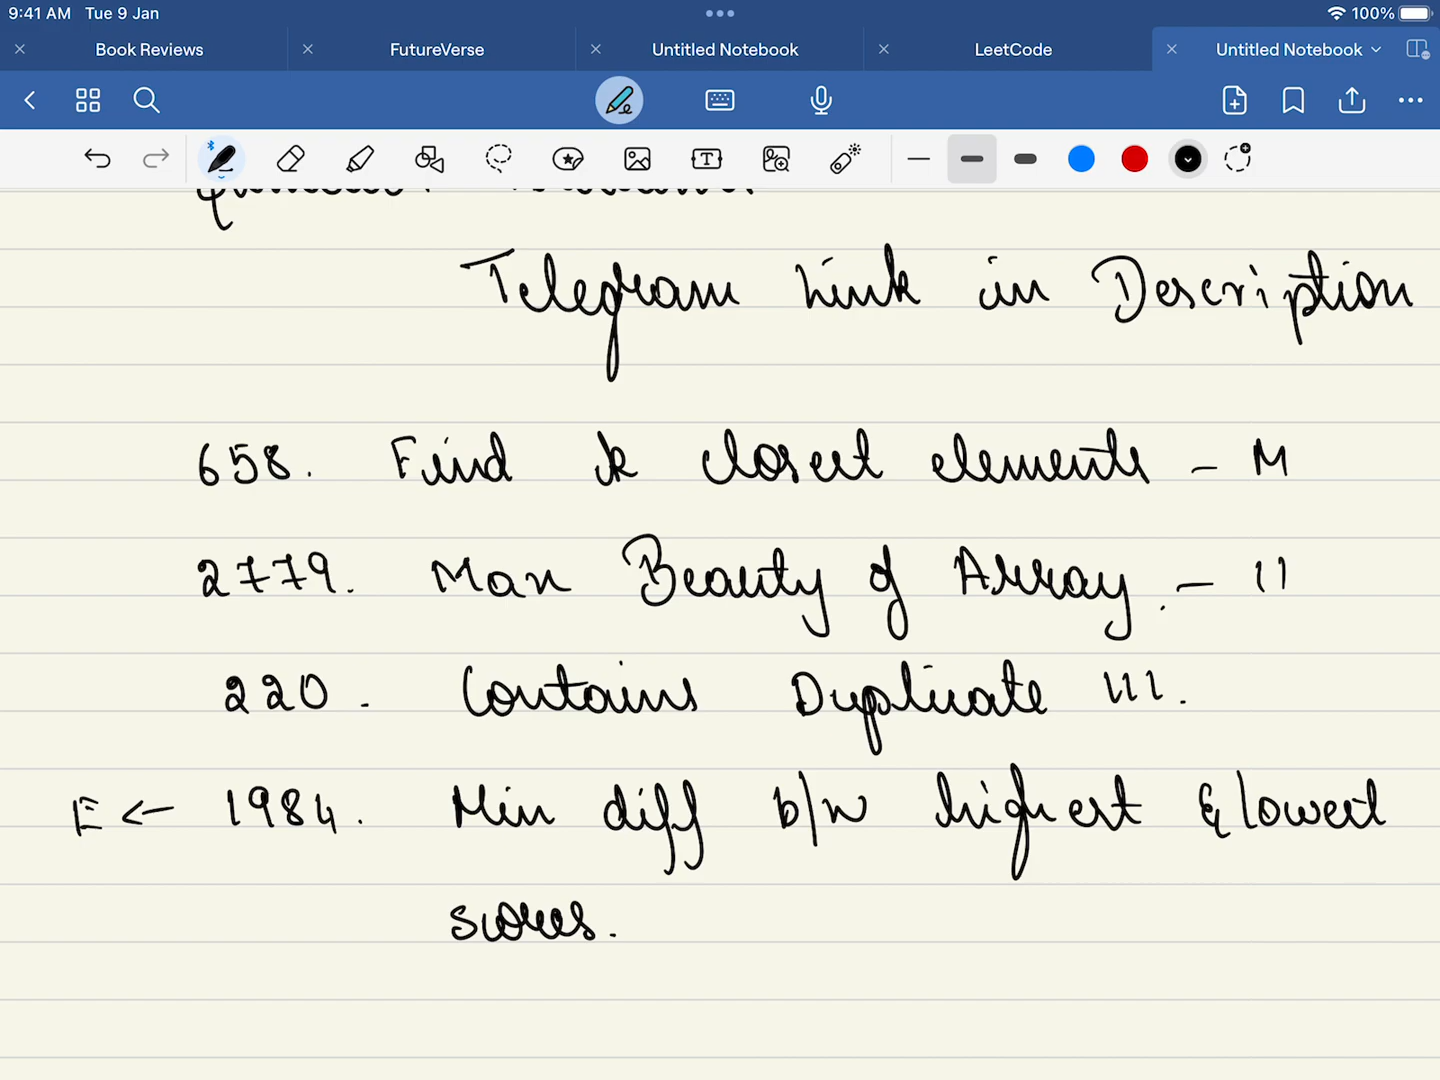 9:41 AM Tue 9 Jan
100%
Book Reviews
FutureVerse
Untitled Notebook
LeetCode
Untitled Notebook
Telegram Link in Description
658. Find k closest elements - M
2779. Max Beauty of Array. - 11
220. Contains Duplicate III.
E ← 1984. Min diff b/w highest & lowest
scores.